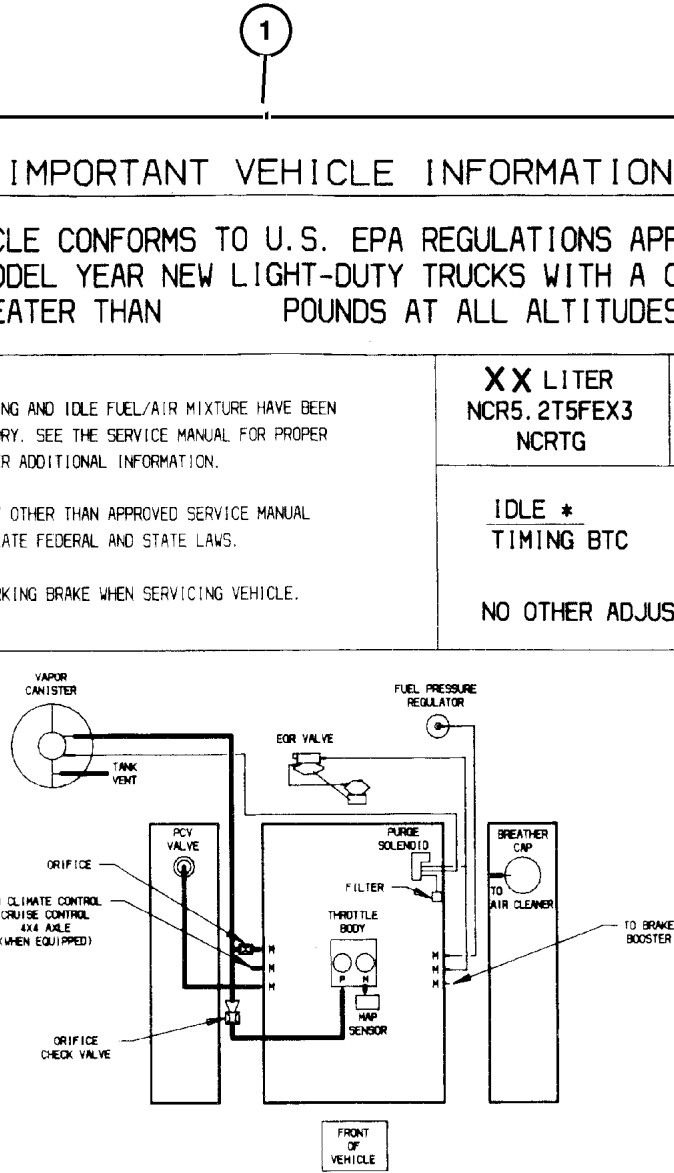 1
IMPORTANT VEHICLE INFORMATION
CLE CONFORMS TO U.S. EPA REGULATIONS APP
ODEL YEAR NEW LIGHT-DUTY TRUCKS WITH A
EATER THAN POUNDS AT ALL ALTITUDES
NG AND IDLE FUEL/AIR MIXTURE HAVE BEEN
RY. SEE THE SERVICE MANUAL FOR PROPER
R ADDITIONAL INFORMATION.
OTHER THAN APPROVED SERVICE MANUAL
ATE FEDERAL AND STATE LAWS.
RKING BRAKE WHEN SERVICING VEHICLE.
XX LITER
NCR5.2T5FEX3
NCRTG
IDLE *
TIMING BTC
NO OTHER ADJUS
VAPOR
CANISTER
TANK
VENT
EGR VALVE
FUEL PRESSURE
REGULATOR
PCV
VALVE
PURGE
SOLENOID
BREATHER
CAP
ORIFICE
FILTER
TO
AIR CLEANER
CLIMATE CONTROL
CRUISE CONTROL
4X4 AXLE
(WHEN EQUIPPED)
THROTTLE
BODY
TO BRAKE
BOOSTER
M
M
M
M
M
M
P
M
MAP
SENSOR
ORIFICE
CHECK VALVE
FRONT
OF
VEHICLE